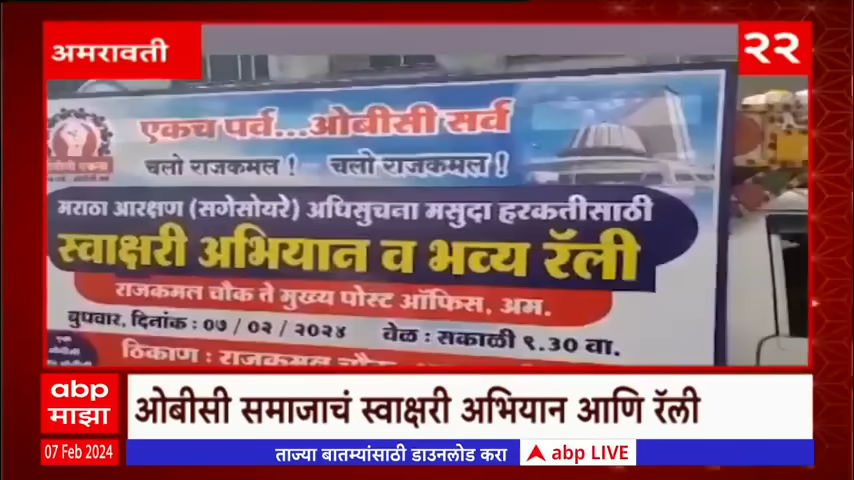 अमरावती
२२
एकच पर्व...ओबीसी सर्व
चलो राजकमल ! चलो राजकमल !
मराठा आरक्षण (सगेसोयरे) अधिसुचना मसुदा हरकतीसाठी
स्वाक्षरी अभियान व भव्य रॅली
राजकमल चौक ते मुख्य पोस्ट ऑफिस, अम.
बुधवार, दिनांक : ०७ / ०२ / २०२४ वेळ : सकाळी ९.३० वा.
ठिकाण : राजकमल चौक
abp
माझा
ओबीसी समाजाचं स्वाक्षरी अभियान आणि रॅली
07 Feb 2024
ताज्या बातम्यांसाठी डाउनलोड करा
abp LIVE